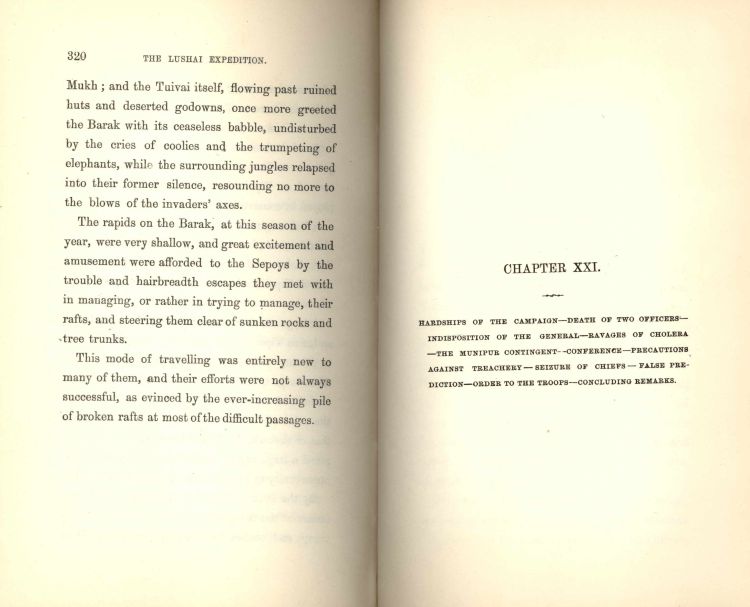 320
THE LUSHAI EXPEDITION.
Mukh; and the Tuivai itself, flowing past ruined
huts and deserted godowns, once more greeted
the Barak with its ceaseless babble, undisturbed
by the cries of coolies and the trumpeting of
elephants, while the surrounding jungles relapsed
into their former silence, resounding no more to
the blows of the invaders' axes.
The rapids on the Barak, at this season of the
year, were very shallow, and great excitement and
amusement were afforded to the Sepoys by the
trouble and hairbreadth escapes they met with
in managing, or rather in trying to manage, their
rafts, and steering them clear of sunken rocks and
tree trunks.
This mode of travelling was entirely new to
many of them, and their efforts were not always
successful, as evinced by the ever-increasing pile
of broken rafts at most of the difficult passages.
CHAPTER XXI.
HARDSHIPS OF THE CAMPAIGN—DEATH OF TWO OFFICERS—
INDISPOSITION OF THE GENERAL—RAVAGES OF CHOLERA
—THE MUNIPUR CONTINGENT—CONFERENCE—PRECAUTIONS
AGAINST TREACHERY—SEIZURE OF CHIEFS—FALSE PRE-
DICTION—ORDER TO THE TROOPS—CONCLUDING REMARKS.